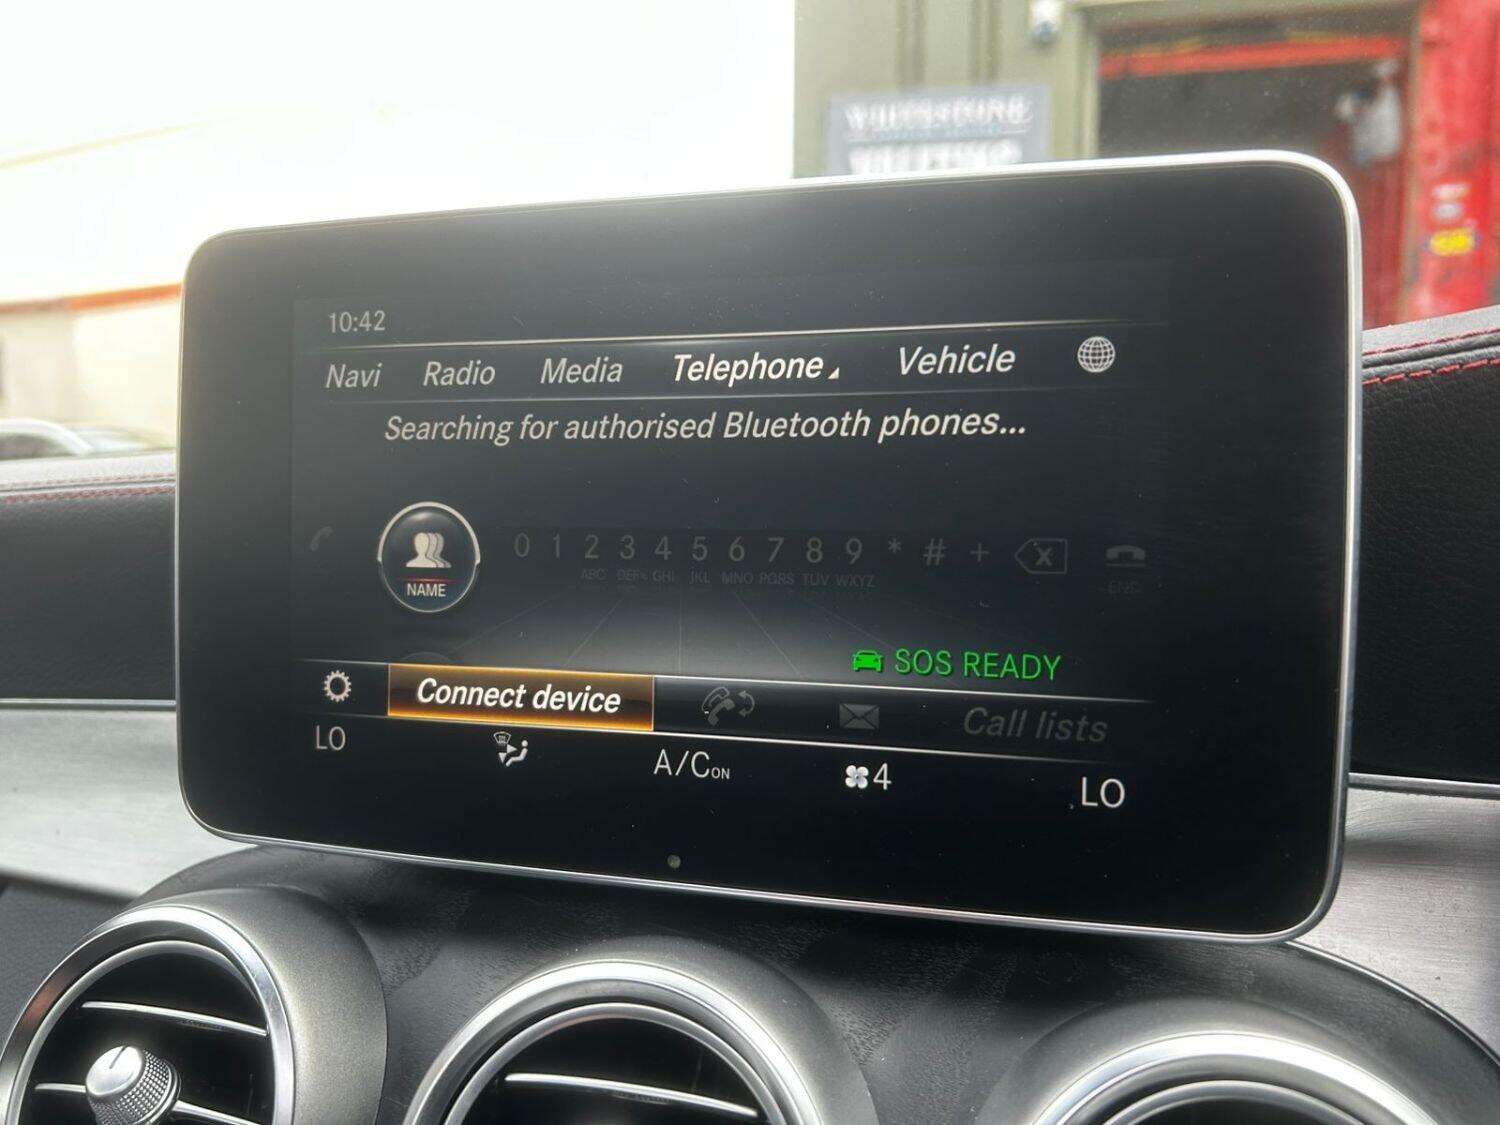 10:42
Navi Radio Media Telephone Vehicle
Searching for authorised Bluetooth phones...
NAME
0 1 2 3 4 5 6 7 8 9 * # +
ABC DEF GHI JKL MNO PQRS TUV WXYZ
END
SOS READY
Connect device
Call lists
LO
A/C ON
4
LO